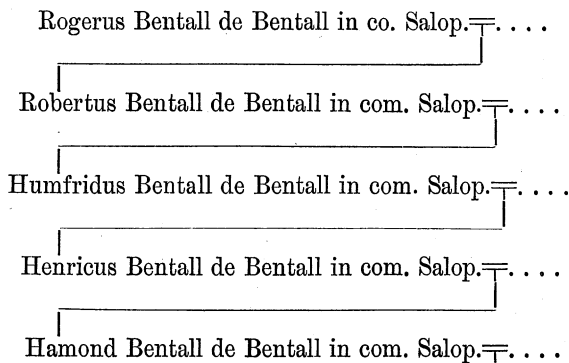 Rogerus Bentall de Bentall in co. Salop.╤. . . .
Robertus Bentall de Bentall in com. Salop.╤. . . .
Humfridus Bentall de Bentall in com. Salop.╤. . . .
Henricus Bentall de Bentall in com. Salop.╤. . . .
Hamond Bentall de Bentall in com. Salop.╤. . . .